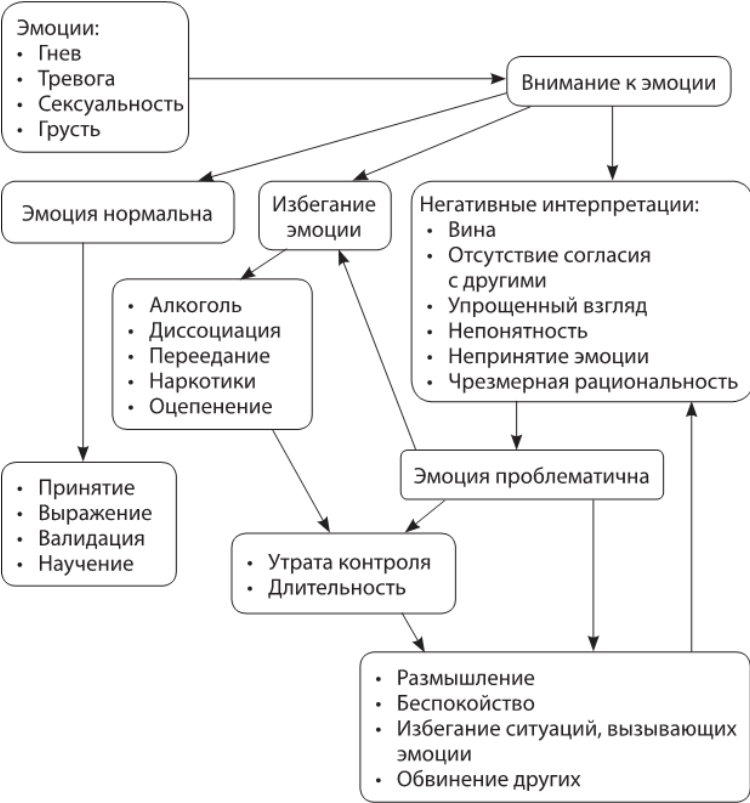 Эмоции:
• Гнев
• Тревога
• Сексуальность
• Грусть
Внимание к эмоции
Эмоция нормальна
Избегание
эмоции
Негативные интерпретации:
• Вина
• Отсутствие согласия
с другими
• Упрощенный взгляд
• Непонятность
• Непринятие эмоции
• Чрезмерная рациональность
• Алкоголь
• Диссоциация
• Переедание
• Наркотики
• Оцепенение
Эмоция проблематична
• Принятие
• Выражение
• Валидация
• Научение
• Утрата контроля
• Длительность
• Размышление
• Беспокойство
• Избегание ситуаций, вызывающих
эмоции
• Обвинение других